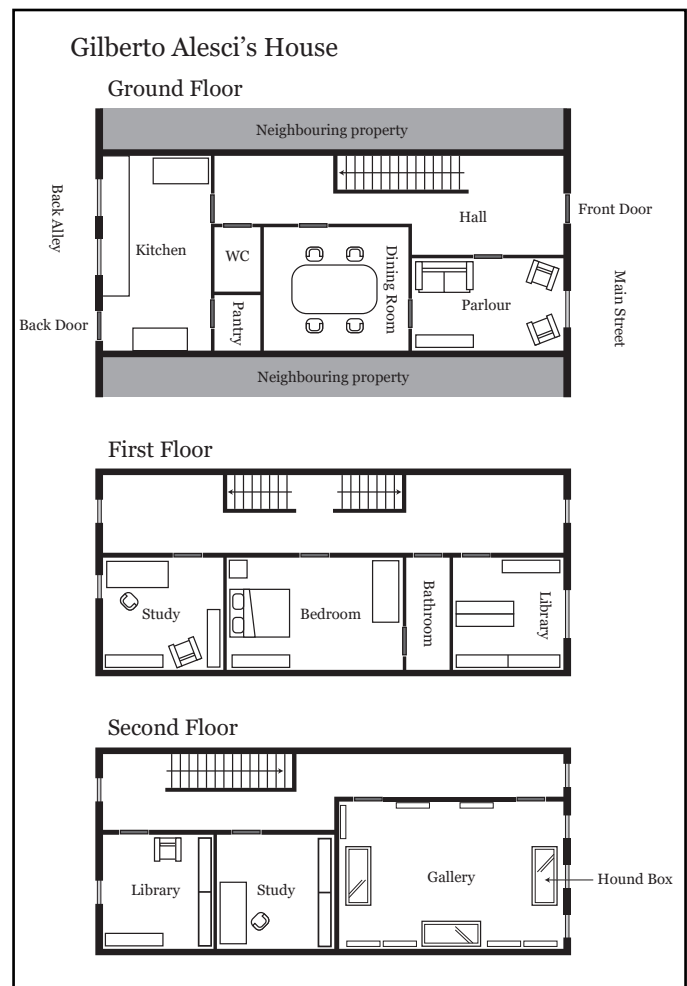 Gilberto Alesci’s House
Ground Floor
Neighbouring property
Back Alley
Hall
Front Door
Kitchen
WC
Dining Room
Parlour
Main Street
Pantry
Back Door
Neighbouring property
First Floor
Study
Bedroom
Bathroom
Library
Second Floor
Library
Study
Gallery
Hound Box